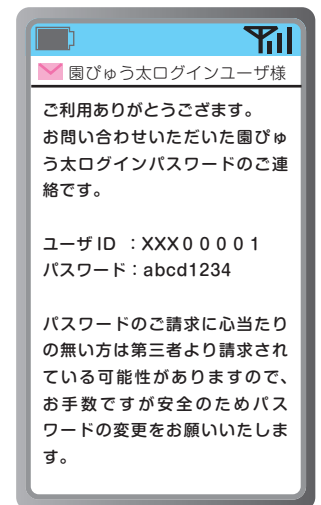 園ぴゅう太ログインユーザ様
ご利用ありがとうござます。
お問い合わせいただいた園ぴゅ
う太ログインパスワードのご連
絡です。
ユーザ ID ：XXX００００１
パスワード：abcd1234
パスワードのご請求に心当たり
の無い方は第三者より請求され
ている可能性がありますので、
お手数ですが安全のためパス
ワードの変更をお願いいたしま
す。